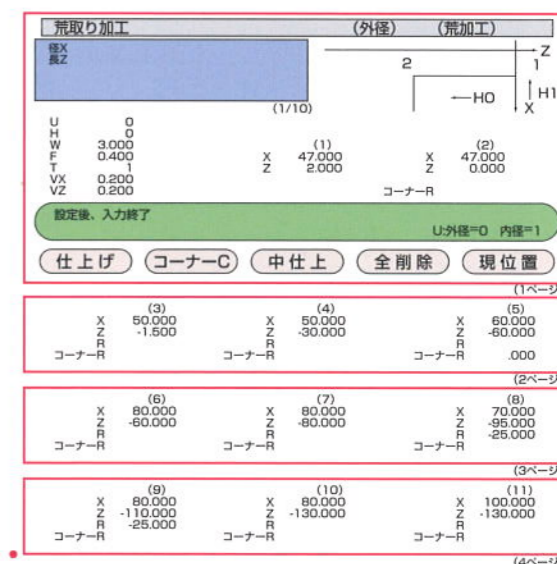 荒取り加工 (外径) (荒加工)
径X
長Z
(1/10)
Z
2 1
←H0 ↑H1
X
U 0
H 0
W 3.000
F 0.400
T 1
VX 0.200
VZ 0.200
(1) (2)
X 47.000 X 47.000
Z 2.000 Z 0.000
コーナーR
設定後、入力終了
U:外径=0 内径=1
仕上げ コーナーC 中仕上 全削除 現位置
(1ページ
(3) (4) (5)
X 50.000 X 50.000 X 60.000
Z -1.500 Z -30.000 Z -60.000
R R R
コーナーR コーナーR コーナーR .000
(2ページ
(6) (7) (8)
X 80.000 X 80.000 X 70.000
Z -60.000 Z -80.000 Z -95.000
R R R -25.000
コーナーR コーナーR コーナーR
(3ページ
(9) (10) (11)
X 80.000 X 80.000 X 100.000
Z -110.000 Z -130.000 Z -130.000
R -25.000 R R
コーナーR コーナーR コーナーR
(4ページ